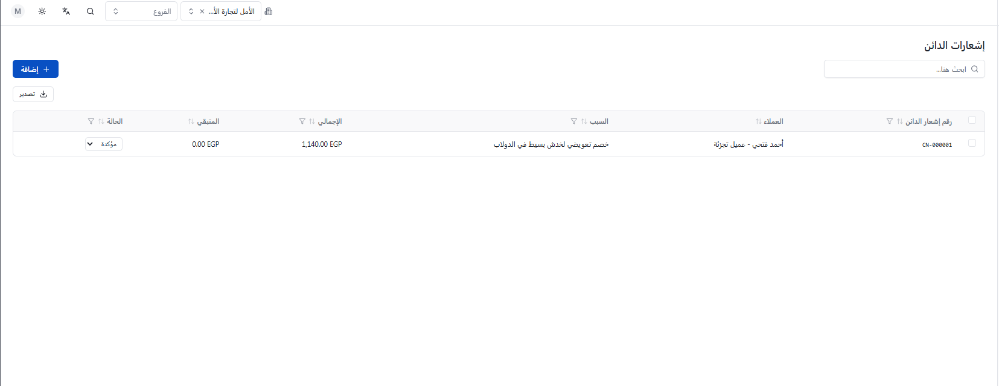 الأمل لتجارة الأ... الفروع M
إشعارات الدائن
ابحث هنا...
إضافة
تصدير
رقم إشعار الدائن العملاء السبب الإجمالي المتبقي الحالة
CN-000001 أحمد فتحي - عميل تجزئة خصم تعويضي لخدش بسيط في الدولاب 1,140.00 EGP 0.00 EGP مؤكدة